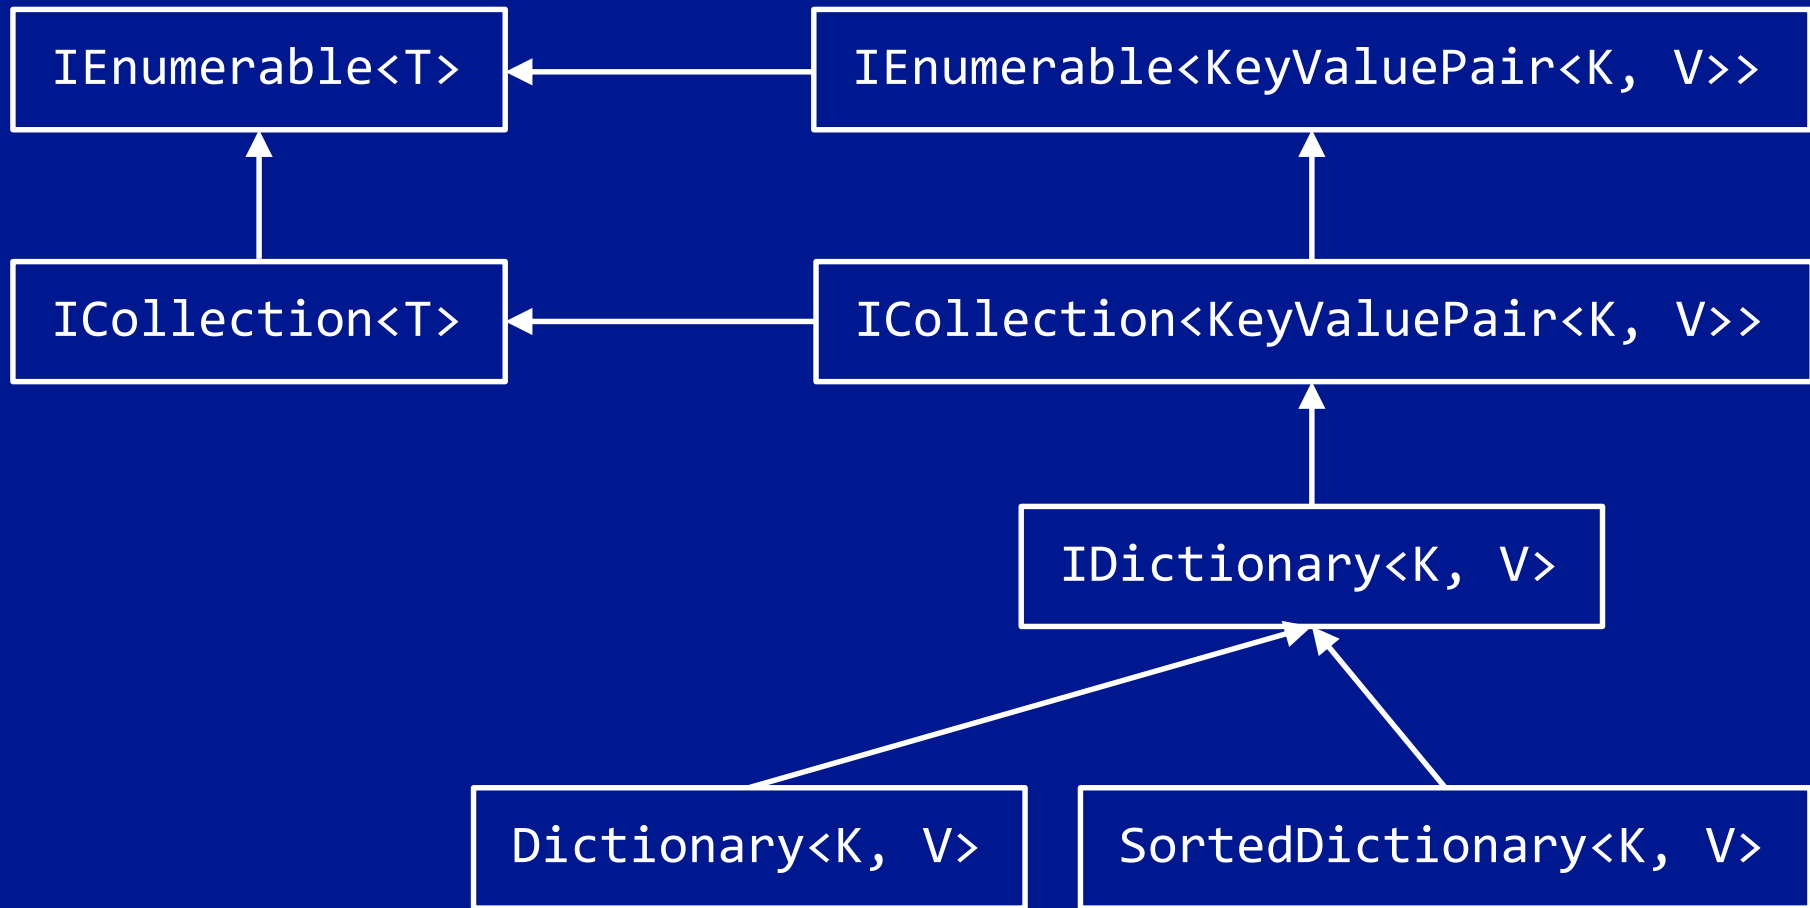 IEnumerable<T>
IEnumerable<KeyValuePair<K, V>>
ICollection<T>
ICollection<KeyValuePair<K, V>>
IDictionary<K, V>
Dictionary<K, V>
SortedDictionary<K, V>